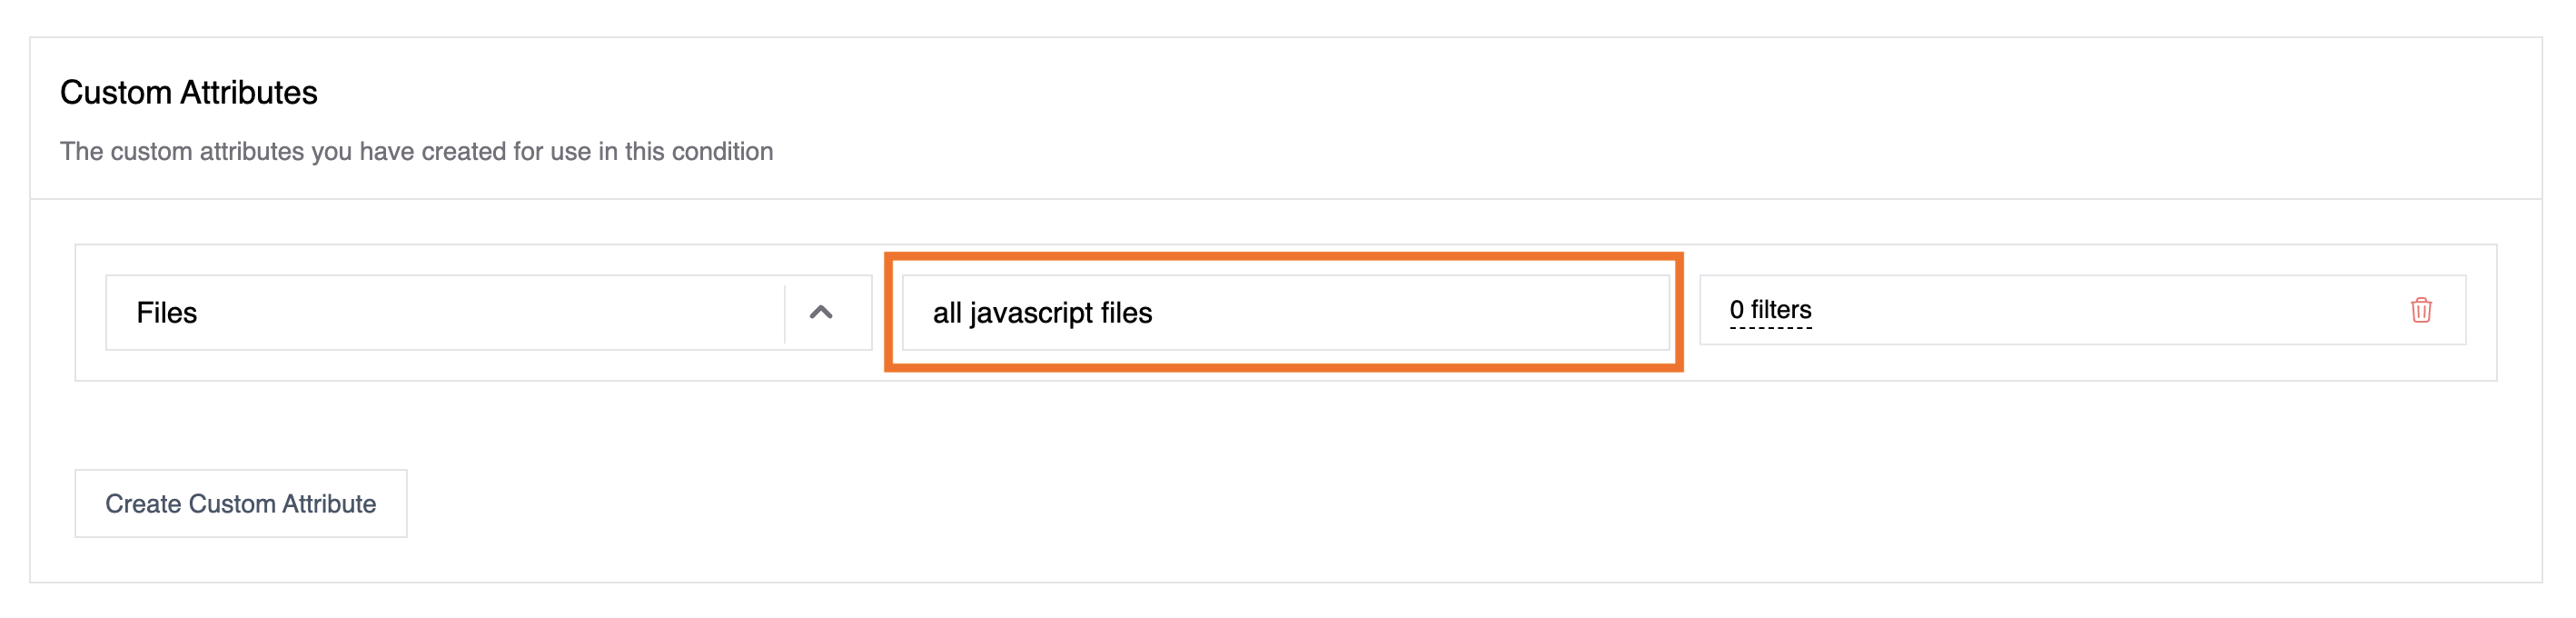 Custom Attributes
The custom attributes you have created for use in this condition
Files
all javascript files
0 filters
Create Custom Attribute